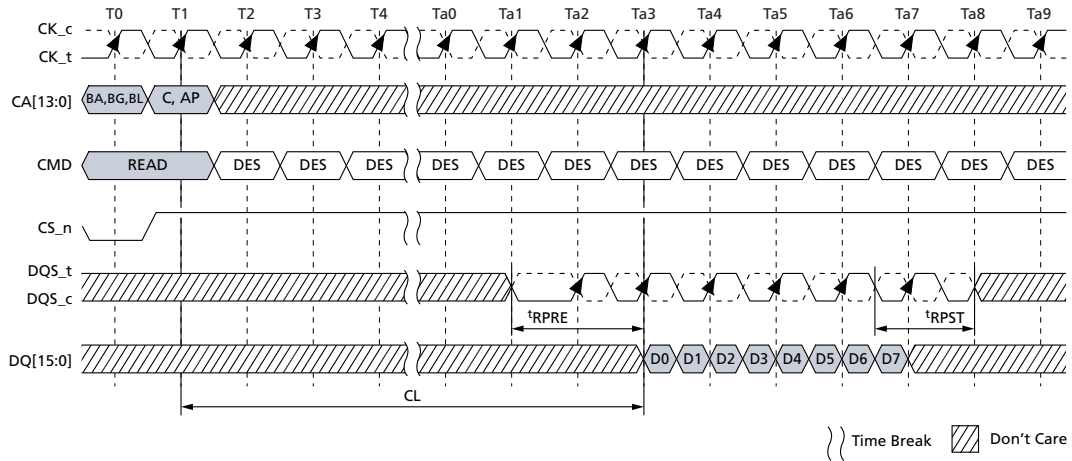 T0 T1 T2 T3 T4 Ta0 Ta1 Ta2 Ta3 Ta4 Ta5 Ta6 Ta7 Ta8 Ta9
CK_c
CK_t
CA[13:0] BA,BG,BL C, AP
CMD READ DES DES DES DES DES DES DES DES DES DES DES DES DES
CS_n
DQS_t
DQS_c
tRPRE tRPST
DQ[15:0] D0 D1 D2 D3 D4 D5 D6 D7
CL
Time Break Don't Care